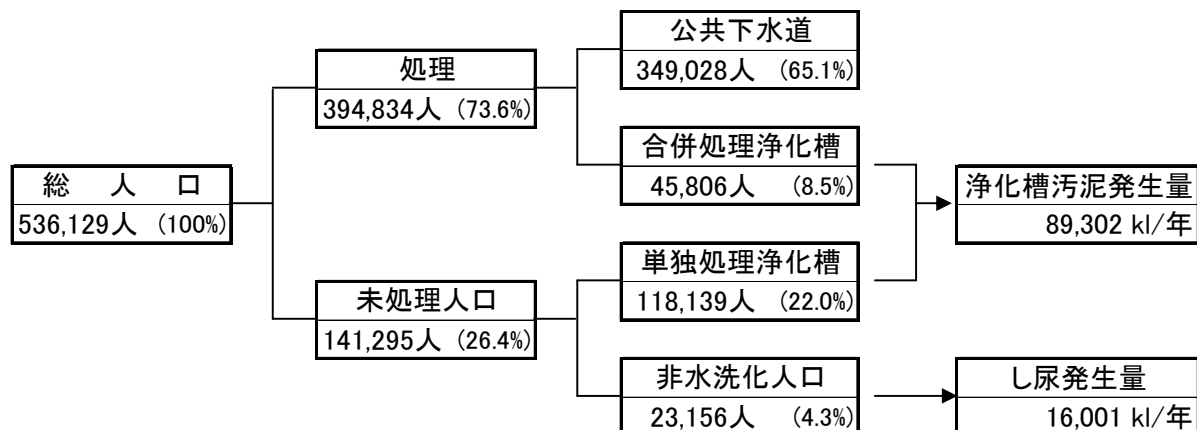 総人口
536,129人 (100%)
処理
394,834人 (73.6%)
未処理人口
141,295人 (26.4%)
公共下水道
349,028人 (65.1%)
合併処理浄化槽
45,806人 (8.5%)
単独処理浄化槽
118,139人 (22.0%)
非水洗化人口
23,156人 (4.3%)
浄化槽汚泥発生量
89,302 kl/年
し尿発生量
16,001 kl/年